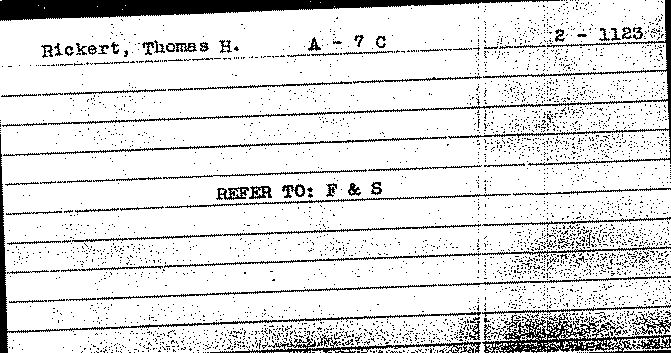 Rickert, Thomas H. A - 7 C 2 - 1123
REFER TO: F & S